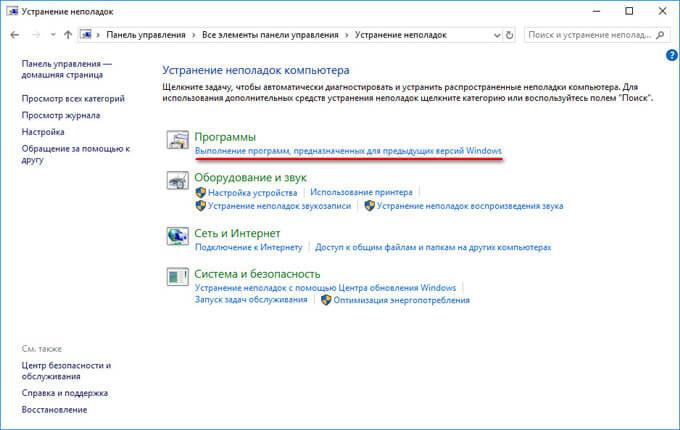 Устранение неполадок
Панель управления › Все элементы панели управления › Устранение неполадок
Поиск и устранение неполад...
Панель управления —
домашняя страница
Просмотр всех категорий
Просмотр журнала
Настройка
Обращение за помощью к
другу
Устранение неполадок компьютера
Щелкните задачу, чтобы автоматически диагностировать и устранить распространенные неполадки компьютера. Для
использования дополнительных средств устранения неполадок щелкните категорию или воспользуйтесь полем "Поиск".
Программы
Выполнение программ, предназначенных для предыдущих версий Windows
Оборудование и звук
Настройка устройства | Использование принтера
Устранение неполадок звукозаписи | Устранение неполадок воспроизведения звука
Сеть и Интернет
Подключение к Интернету | Доступ к общим файлам и папкам на других компьютерах
Система и безопасность
Устранение неполадок с помощью Центра обновления Windows
Запуск задач обслуживания | Оптимизация энергопотребления
См. также
Центр безопасности и
обслуживания
Справка и поддержка
Восстановление